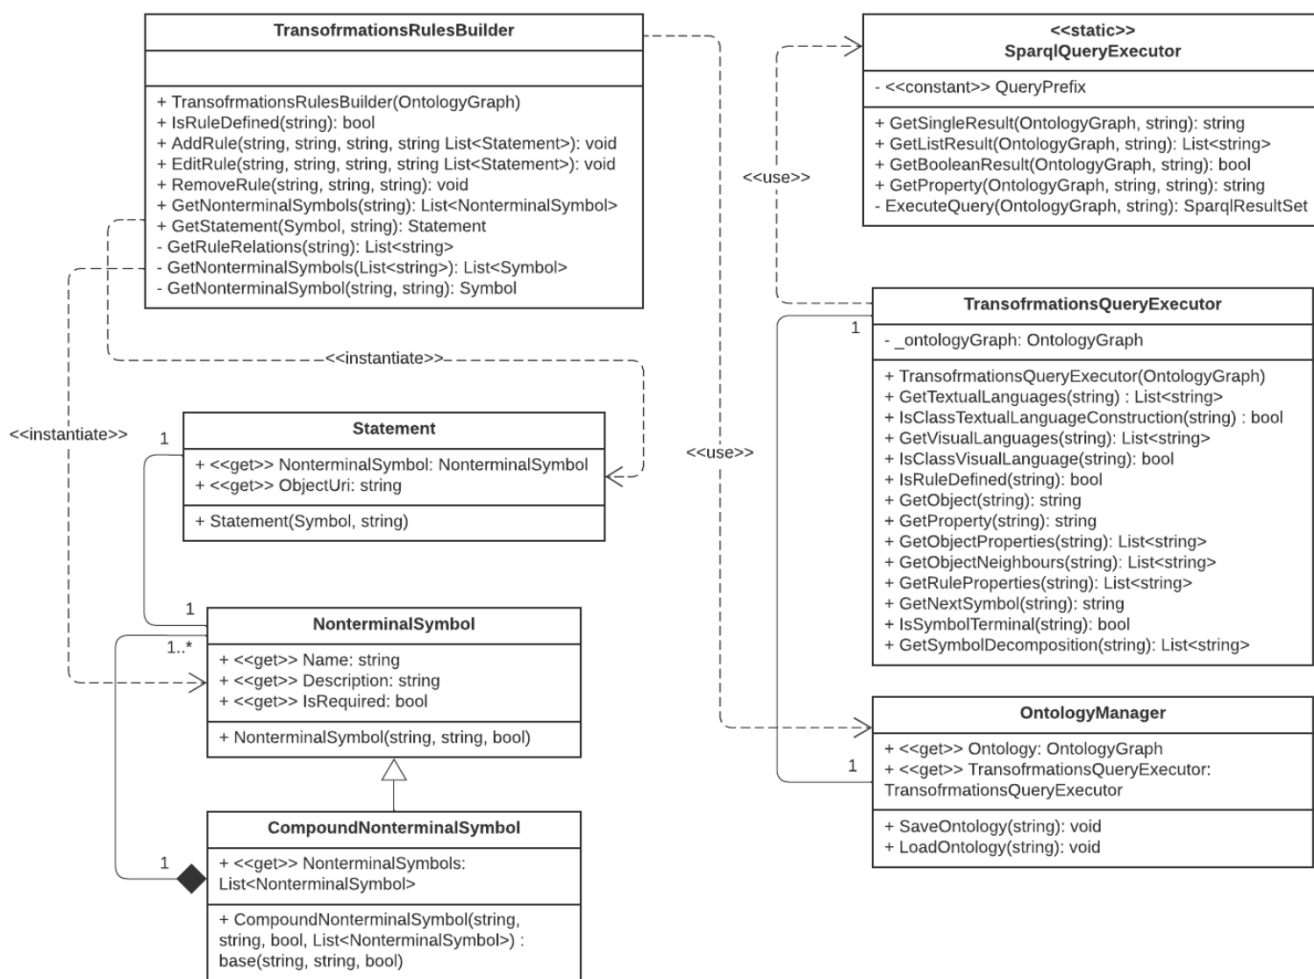 TransofrmationsRulesBuilder
+ TransofrmationsRulesBuilder(OntologyGraph)
+ IsRuleDefined(string): bool
+ AddRule(string, string, string, string List<Statement>): void
+ EditRule(string, string, string, string List<Statement>): void
+ RemoveRule(string, string, string): void
+ GetNonterminalSymbols(string): List<NonterminalSymbol>
+ GetStatement(Symbol, string): Statement
- GetRuleRelations(string): List<string>
- GetNonterminalSymbols(List<string>): List<Symbol>
- GetNonterminalSymbol(string, string): Symbol
<<static>>
SparqlQueryExecutor
- <<constant>> QueryPrefix
+ GetSingleResult(OntologyGraph, string): string
+ GetListResult(OntologyGraph, string): List<string>
+ GetBooleanResult(OntologyGraph, string): bool
+ GetProperty(OntologyGraph, string, string): string
- ExecuteQuery(OntologyGraph, string): SparqlResultSet
<<use>>
<<instantiate>>
<<instantiate>>
<<use>>
TransofrmationsQueryExecutor
1
- _ontologyGraph: OntologyGraph
+ TransofrmationsQueryExecutor(OntologyGraph)
+ GetTextualLanguages(string) : List<string>
+ IsClassTextualLanguageConstruction(string) : bool
+ GetVisualLanguages(string): List<string>
+ IsClassVisualLanguage(string): bool
+ IsRuleDefined(string): bool
+ GetObject(string): string
+ GetProperty(string): string
+ GetObjectProperties(string): List<string>
+ GetObjectNeighbours(string): List<string>
+ GetRuleProperties(string): List<string>
+ GetNextSymbol(string): string
+ IsSymbolTerminal(string): bool
+ GetSymbolDecomposition(string): List<string>
Statement
1
+ <<get>> NonterminalSymbol: NonterminalSymbol
+ <<get>> ObjectUri: string
+ Statement(Symbol, string)
1
NonterminalSymbol
1..*
+ <<get>> Name: string
+ <<get>> Description: string
+ <<get>> IsRequired: bool
+ NonterminalSymbol(string, string, bool)
OntologyManager
1
+ <<get>> Ontology: OntologyGraph
+ <<get>> TransofrmationsQueryExecutor:
TransofrmationsQueryExecutor
+ SaveOntology(string): void
+ LoadOntology(string): void
CompoundNonterminalSymbol
1
+ <<get>> NonterminalSymbols:
List<NonterminalSymbol>
+ CompoundNonterminalSymbol(string,
string, bool, List<NonterminalSymbol>) :
base(string, string, bool)